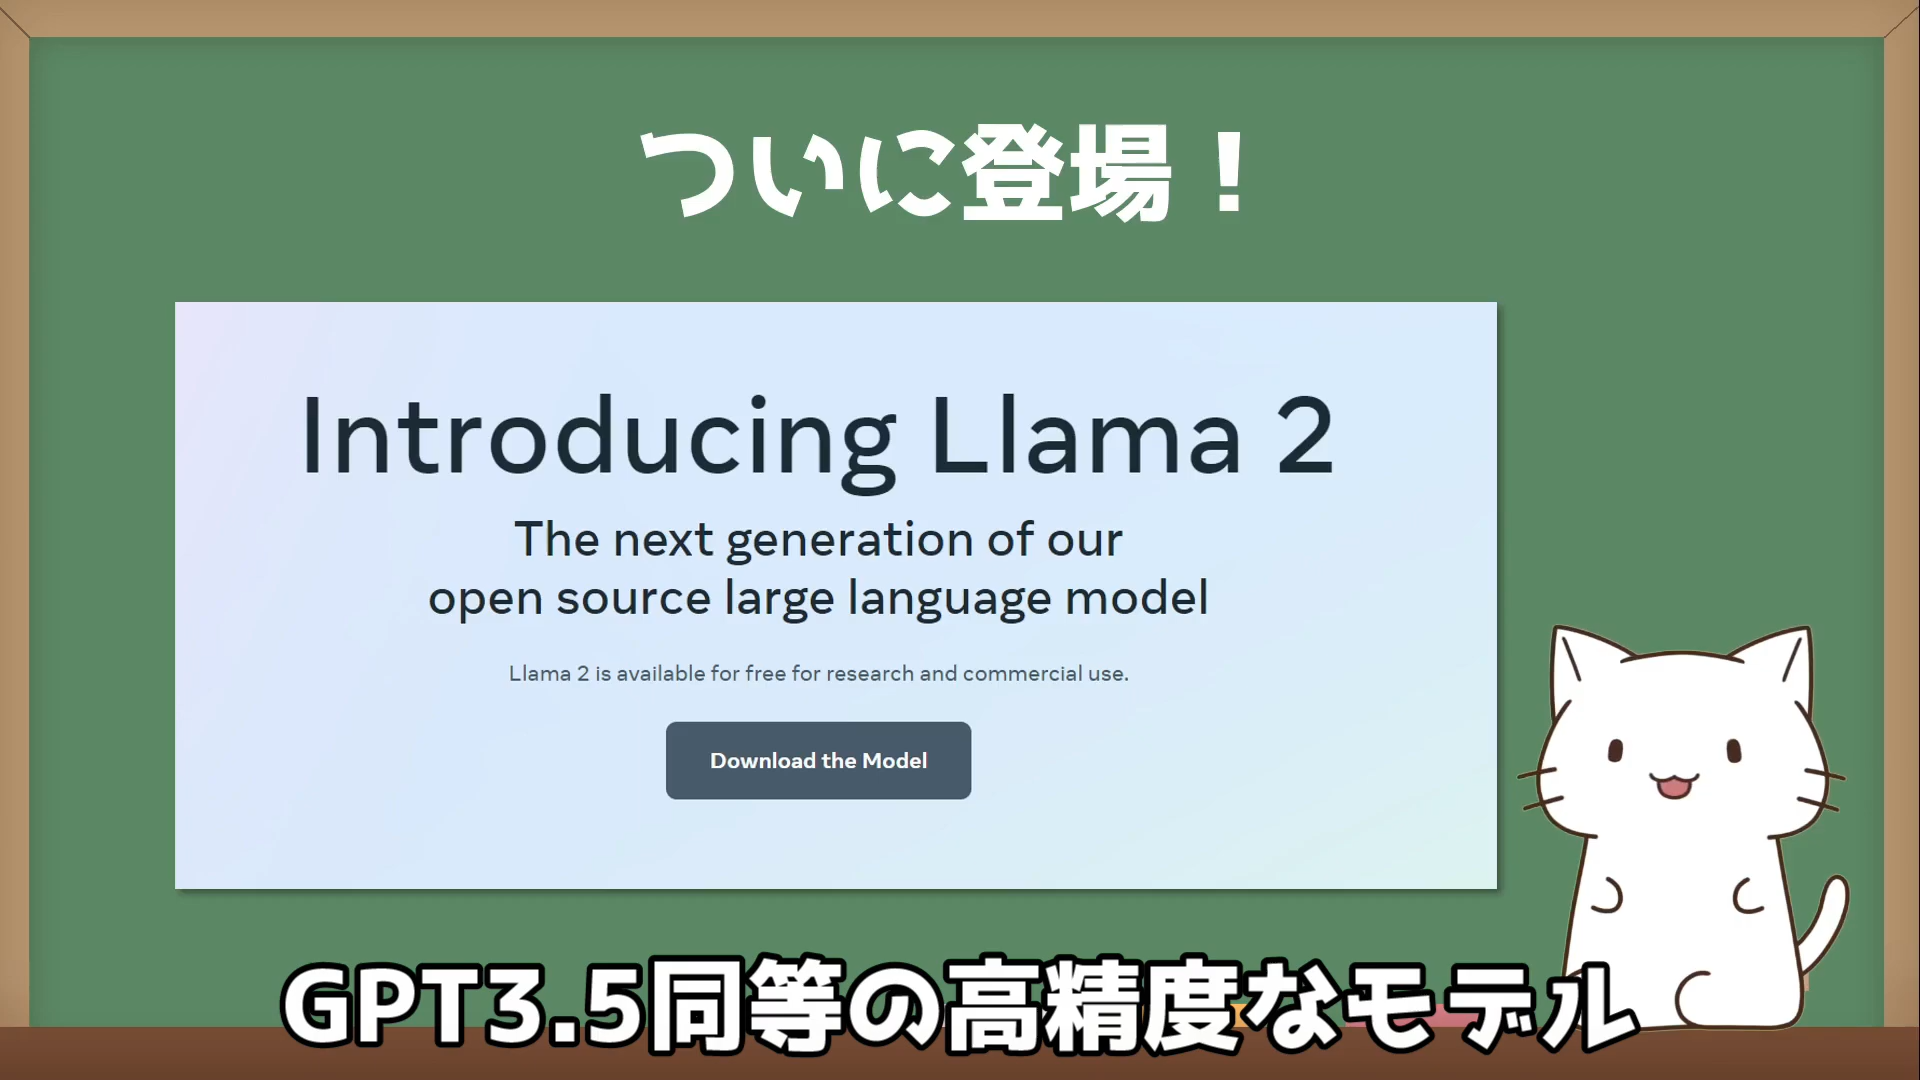 ついに登場！
Introducing Llama 2
The next generation of our
open source large language model
Llama 2 is available for free for research and commercial use.
Download the Model
GPT3.5同等の高精度なモデル